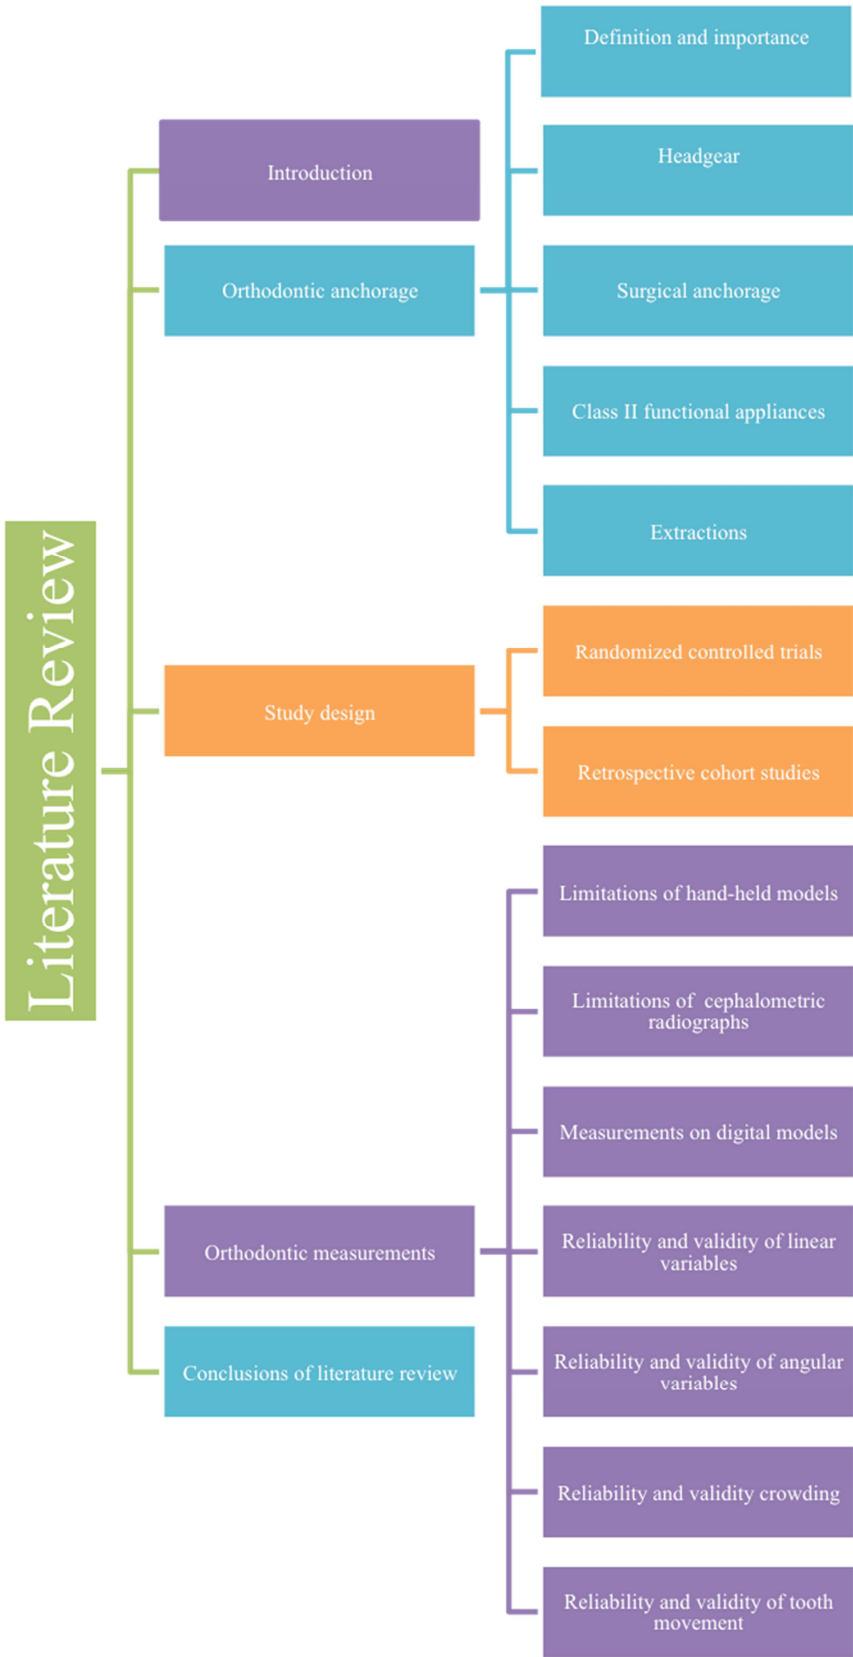 Literature Review
Introduction
Orthodontic anchorage
Definition and importance
Headgear
Surgical anchorage
Class II functional appliances
Extractions
Study design
Randomized controlled trials
Retrospective cohort studies
Orthodontic measurements
Limitations of hand-held models
Limitations of  cephalometric
radiographs
Measurements on digital models
Reliability and validity of linear
variables
Reliability and validity of angular
variables
Reliability and validity crowding
Reliability and validity of tooth
movement
Conclusions of literature review